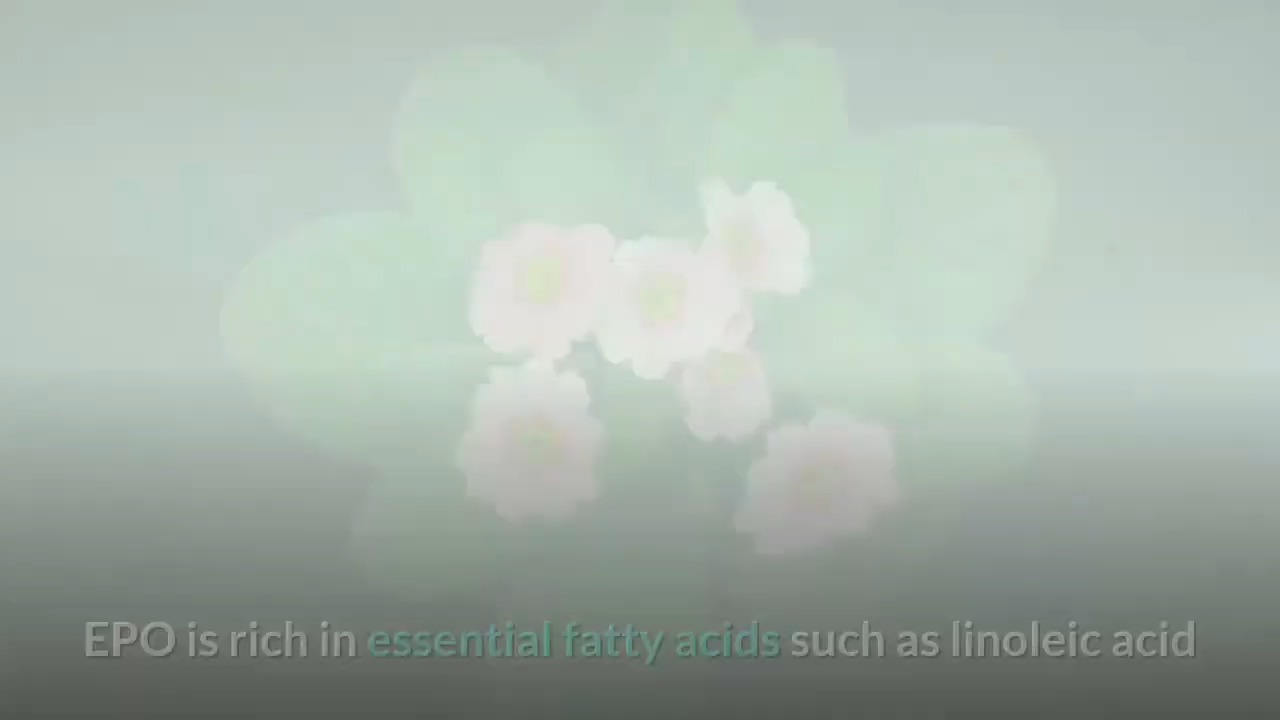 EPO is rich in essential fatty acids such as linoleic acid